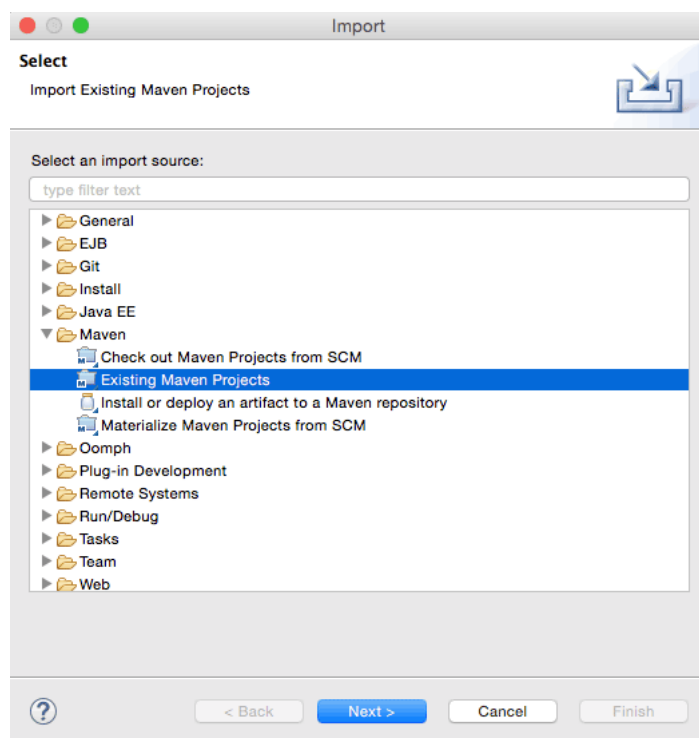 Import
Select
Import Existing Maven Projects
Select an import source:
type filter text
General
EJB
Git
Install
Java EE
Maven
Check out Maven Projects from SCM
Existing Maven Projects
Install or deploy an artifact to a Maven repository
Materialize Maven Projects from SCM
Oomph
Plug-in Development
Remote Systems
Run/Debug
Tasks
Team
Web
? < Back Next > Cancel Finish